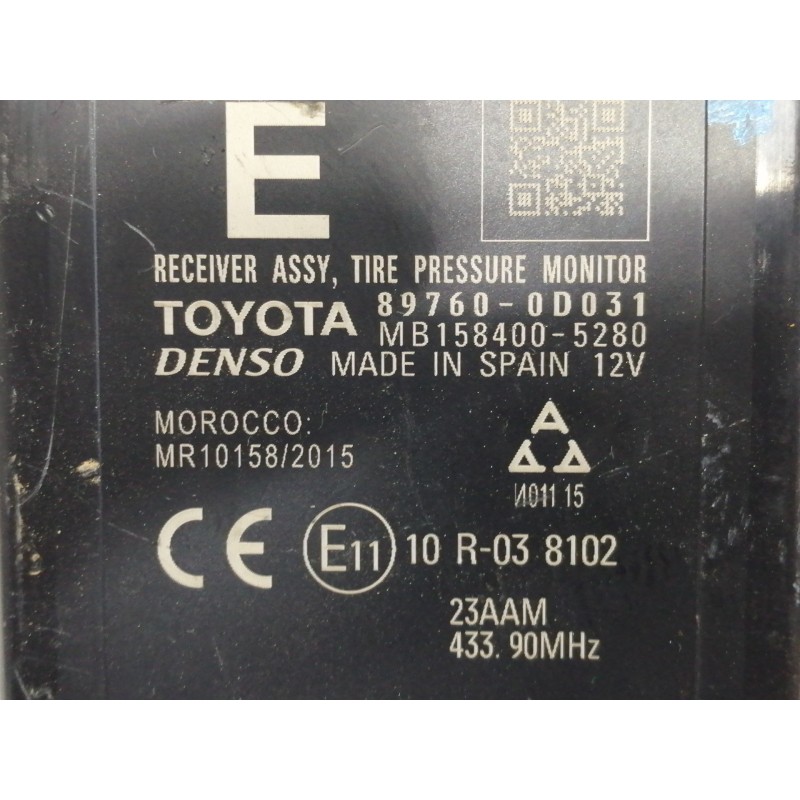 E
RECEIVER ASSY, TIRE PRESSURE MONITOR
TOYOTA 89760-0D031
MB158400-5280
DENSO MADE IN SPAIN 12V
MOROCCO:
MR10158/2015
И011 15
CE E11 10 R-03 8102
23AAM
433.90MHz